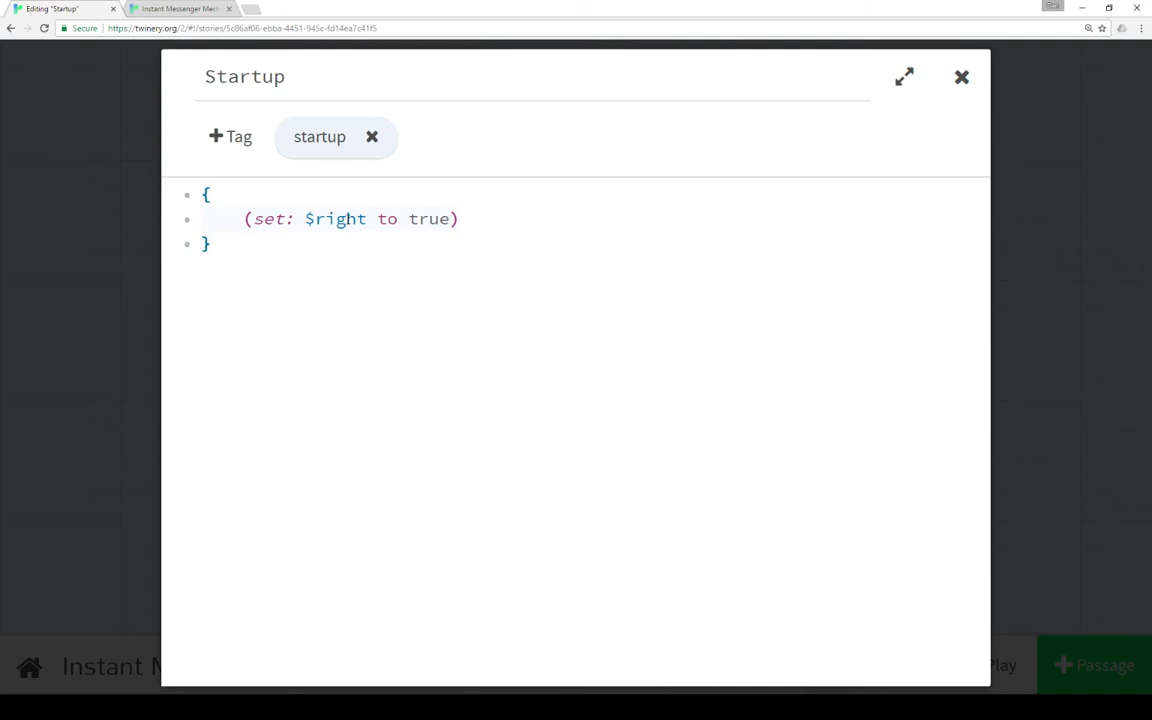 Editing "Startup"
Instant Messenger Mech
Secure
https://twinery.org/2/#!/stories/5c86af06-ebba-4451-945c-fd14ea7c41f5
Startup
Tag
startup
{
(set: $right to true)
}
Instant M
Play
Passage